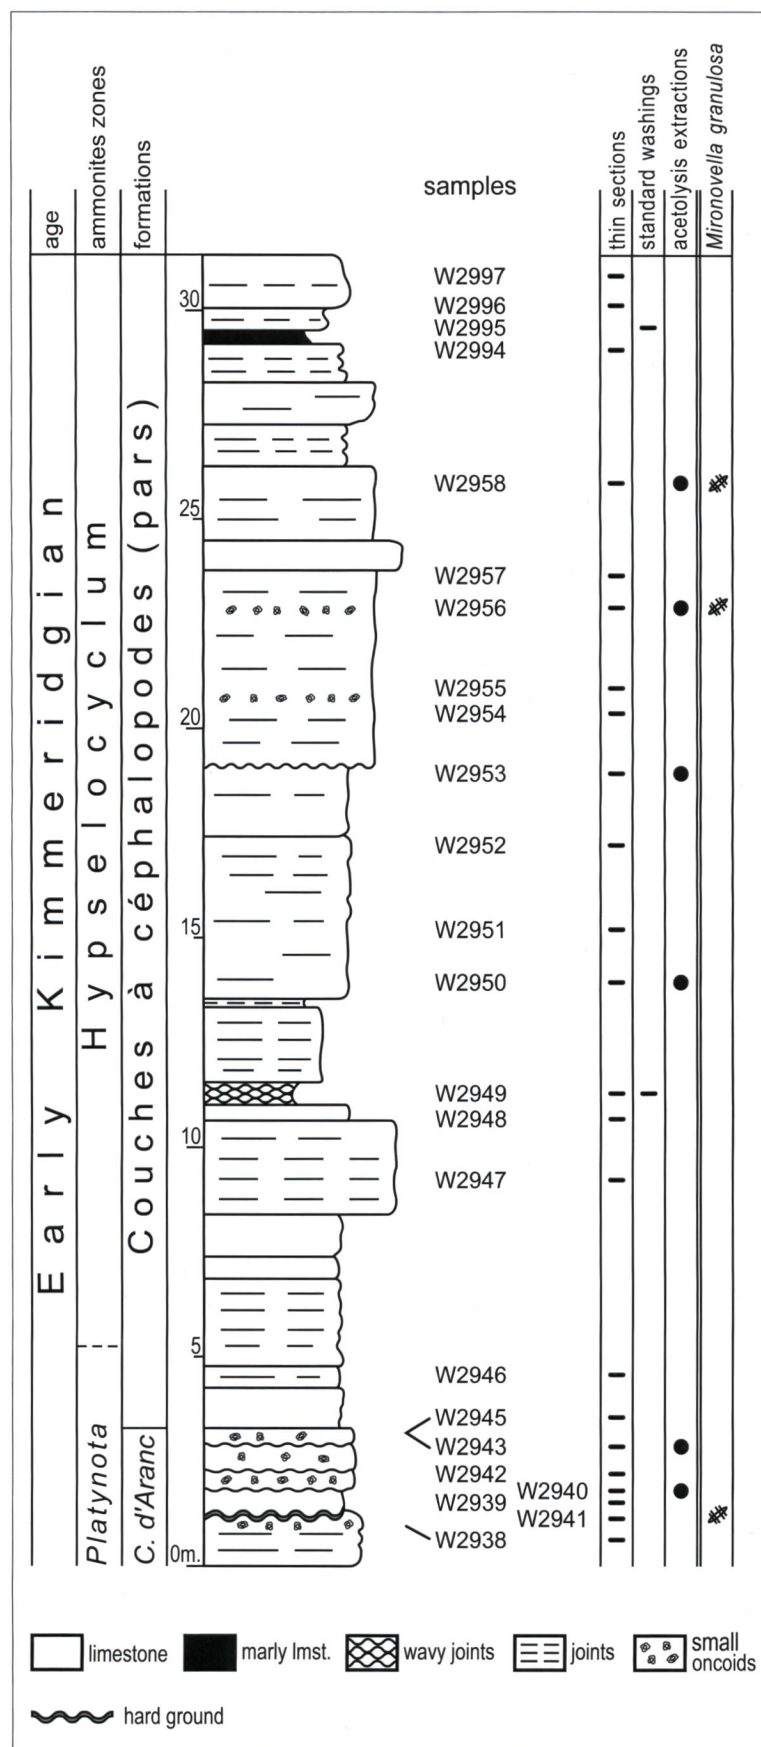 age
ammonites zones
formations
samples
thin sections
standard washings
acetolysis extractions
Mironovella granulosa
Early Kimmeridgian
Hypselocyclum
Platynota
Couches à céphalopodes (pars)
C. d'Aranc
30
25
20
15
10
5
0m.
W2997
W2996
W2995
W2994
W2958
W2957
W2956
W2955
W2954
W2953
W2952
W2951
W2950
W2949
W2948
W2947
W2946
W2945
W2943
W2942
W2940
W2939
W2941
W2938
limestone
marly lmst.
wavy joints
joints
small
oncoids
hard ground